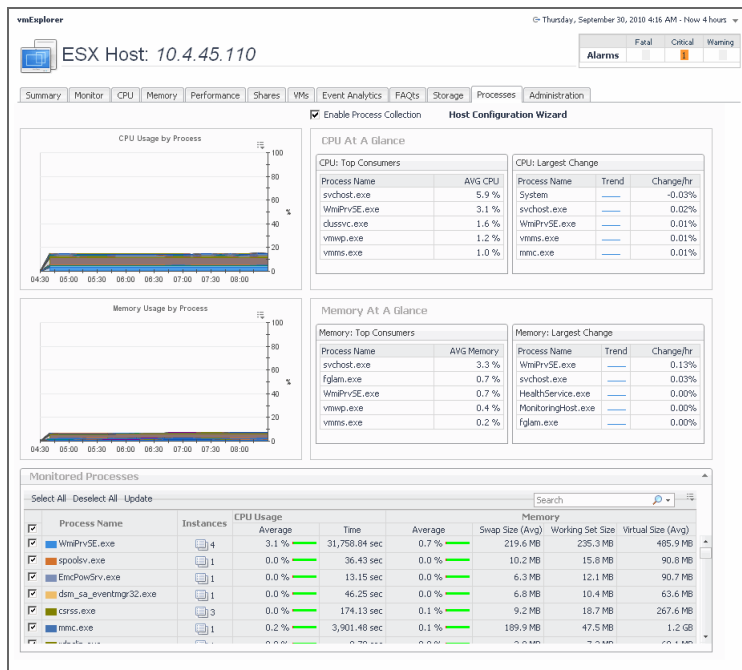 vmExplorer
Thursday, September 30, 2010 4:16 AM - Now 4 hours
ESX Host: 10.4.45.110
Fatal Critical Warning
Alarms 1
Summary Monitor CPU Memory Performance Shares VMs Event Analytics FAQts Storage Processes Administration
Enable Process Collection Host Configuration Wizard
CPU Usage by Process
100
80
60
%
40
20
0
04:30 05:00 05:30 06:00 06:30 07:00 07:30 08:00
CPU At A Glance
CPU: Top Consumers
Process Name AVG CPU
svchost.exe 5.9 %
WmiPrvSE.exe 3.1 %
clussvc.exe 1.6 %
vmwp.exe 1.2 %
vmms.exe 1.0 %
CPU: Largest Change
Process Name Trend Change/hr
System -0.03%
svchost.exe 0.02%
WmiPrvSE.exe 0.01%
vmms.exe 0.01%
mmc.exe 0.01%
Memory Usage by Process
100
80
60
%
40
20
0
04:30 05:00 05:30 06:00 06:30 07:00 07:30 08:00
Memory At A Glance
Memory: Top Consumers
Process Name AVG Memory
svchost.exe 3.3 %
fglam.exe 0.7 %
WmiPrvSE.exe 0.7 %
vmwp.exe 0.4 %
vmms.exe 0.2 %
Memory: Largest Change
Process Name Trend Change/hr
WmiPrvSE.exe 0.13%
svchost.exe 0.03%
HealthService.exe 0.00%
MonitoringHost.exe 0.00%
fglam.exe 0.00%
Monitored Processes
Select All Deselect All Update
Search
Process Name Instances CPU Usage Memory
Average Time Average Swap Size (Avg) Working Set Size Virtual Size (Avg)
WmiPrvSE.exe 4 3.1 % 31,758.84 sec 0.7 % 219.6 MB 235.3 MB 485.9 MB
spoolsv.exe 1 0.0 % 36.43 sec 0.0 % 10.2 MB 15.8 MB 90.8 MB
EmcPowSrv.exe 1 0.0 % 13.15 sec 0.0 % 6.3 MB 12.1 MB 90.7 MB
dsm_sa_eventmgr32.exe 1 0.0 % 46.25 sec 0.0 % 6.8 MB 10.4 MB 63.6 MB
csrss.exe 3 0.0 % 174.13 sec 0.1 % 9.2 MB 18.7 MB 267.6 MB
mmc.exe 1 0.2 % 3,901.48 sec 0.1 % 189.9 MB 47.5 MB 1.2 GB